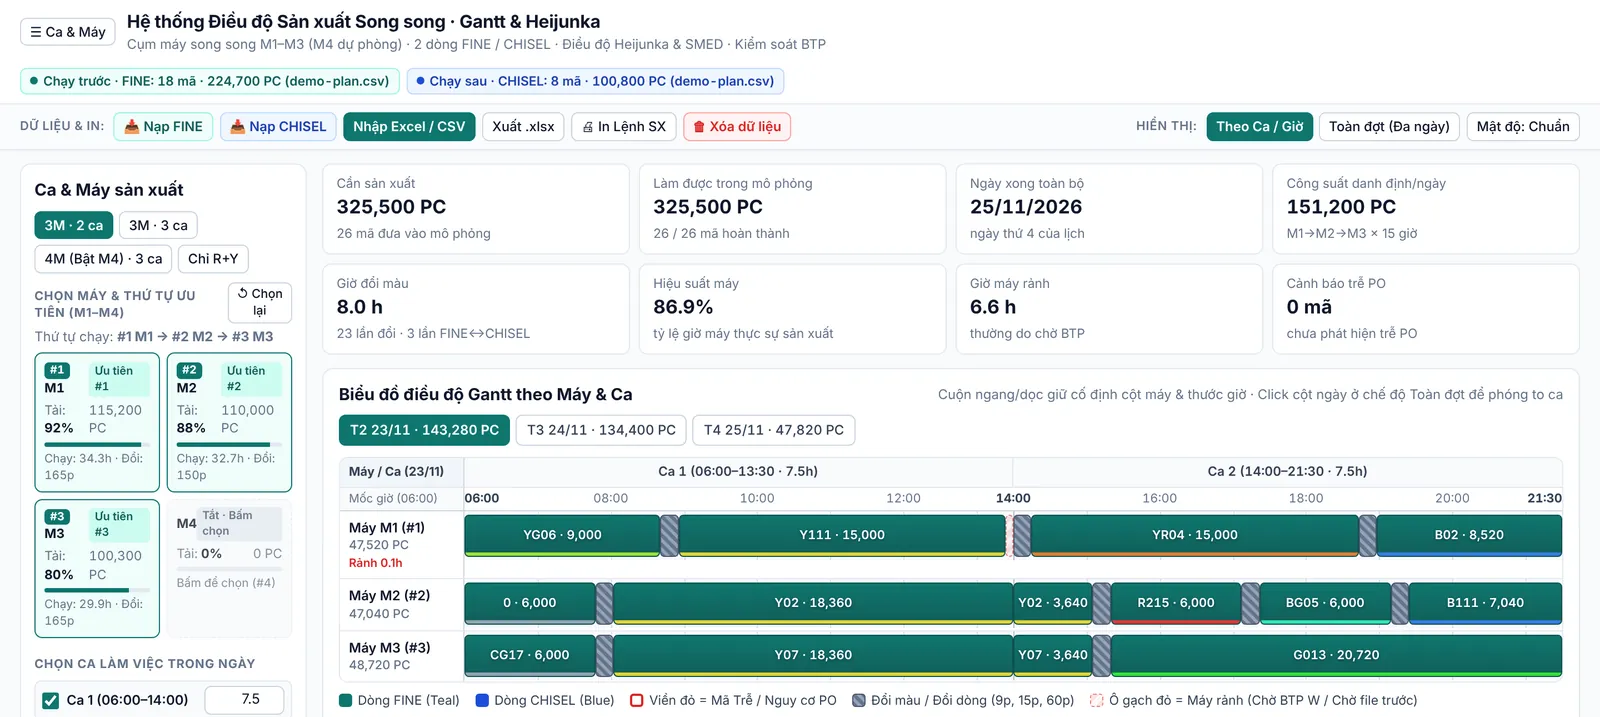 ☰ Ca & Máy
Hệ thống Điều độ Sản xuất Song song · Gantt & Heijunka
Cụm máy song song M1–M3 (M4 dự phòng) · 2 dòng FINE / CHISEL · Điều độ Heijunka & SMED · Kiểm soát BTP
Chạy trước · FINE: 18 mã · 224,700 PC (demo-plan.csv)
Chạy sau · CHISEL: 8 mã · 100,800 PC (demo-plan.csv)
DỮ LIỆU & IN:
📥 Nạp FINE
📥 Nạp CHISEL
Nhập Excel / CSV
Xuất .xlsx
🖨 In Lệnh SX
🗑 Xóa dữ liệu
HIỂN THỊ:
Theo Ca / Giờ
Toàn đợt (Đa ngày)
Mật độ: Chuẩn
Ca & Máy sản xuất
3M · 2 ca
3M · 3 ca
4M (Bật M4) · 3 ca
Chỉ R+Y
CHỌN MÁY & THỨ TỰ ƯU
TIÊN (M1–M4)
↺ Chọn
lại
Thứ tự chạy: #1 M1 → #2 M2 → #3 M3
#1
M1
Ưu tiên
#1
Tải:
92%
115,200
PC
Chạy: 34.3h · Đổi:
165p
#2
M2
Ưu tiên
#2
Tải:
88%
110,000
PC
Chạy: 32.7h · Đổi:
150p
#3
M3
Ưu tiên
#3
Tải:
80%
100,300
PC
Chạy: 29.9h · Đổi:
165p
M4
Tắt · Bấm
chọn
Tải: 0%
0 PC
Bấm để chọn (#4)
CHỌN CA LÀM VIỆC TRONG NGÀY
Ca 1 (06:00–14:00)
7.5
Cần sản xuất
325,500 PC
26 mã đưa vào mô phỏng
Làm được trong mô phỏng
325,500 PC
26 / 26 mã hoàn thành
Ngày xong toàn bộ
25/11/2026
ngày thứ 4 của lịch
Công suất danh định/ngày
151,200 PC
M1→M2→M3 × 15 giờ
Giờ đổi màu
8.0 h
23 lần đổi · 3 lần FINE↔CHISEL
Hiệu suất máy
86.9%
tỷ lệ giờ máy thực sự sản xuất
Giờ máy rảnh
6.6 h
thường do chờ BTP
Cảnh báo trễ PO
0 mã
chưa phát hiện trễ PO
Biểu đồ điều độ Gantt theo Máy & Ca
Cuộn ngang/dọc giữ cố định cột máy & thước giờ · Click cột ngày ở chế độ Toàn đợt để phóng to ca
T2 23/11 · 143,280 PC
T3 24/11 · 134,400 PC
T4 25/11 · 47,820 PC
Máy / Ca (23/11)
Ca 1 (06:00–13:30 · 7.5h)
Ca 2 (14:00–21:30 · 7.5h)
Mốc giờ (06:00)
06:00
08:00
10:00
12:00
14:00
16:00
18:00
20:00
21:30
Máy M1 (#1)
47,520 PC
Rảnh 0.1h
YG06 · 9,000
Y111 · 15,000
YR04 · 15,000
B02 · 8,520
Máy M2 (#2)
47,040 PC
0 · 6,000
Y02 · 18,360
Y02 · 3,640
R215 · 6,000
BG05 · 6,000
B111 · 7,040
Máy M3 (#3)
48,720 PC
CG17 · 6,000
Y07 · 18,360
Y07 · 3,640
G013 · 20,720
Dòng FINE (Teal)
Dòng CHISEL (Blue)
Viền đỏ = Mã Trễ / Nguy cơ PO
Đổi màu / Đổi dòng (9p, 15p, 60p)
Ô gạch đỏ = Máy rảnh (Chờ BTP W / Chờ file trước)